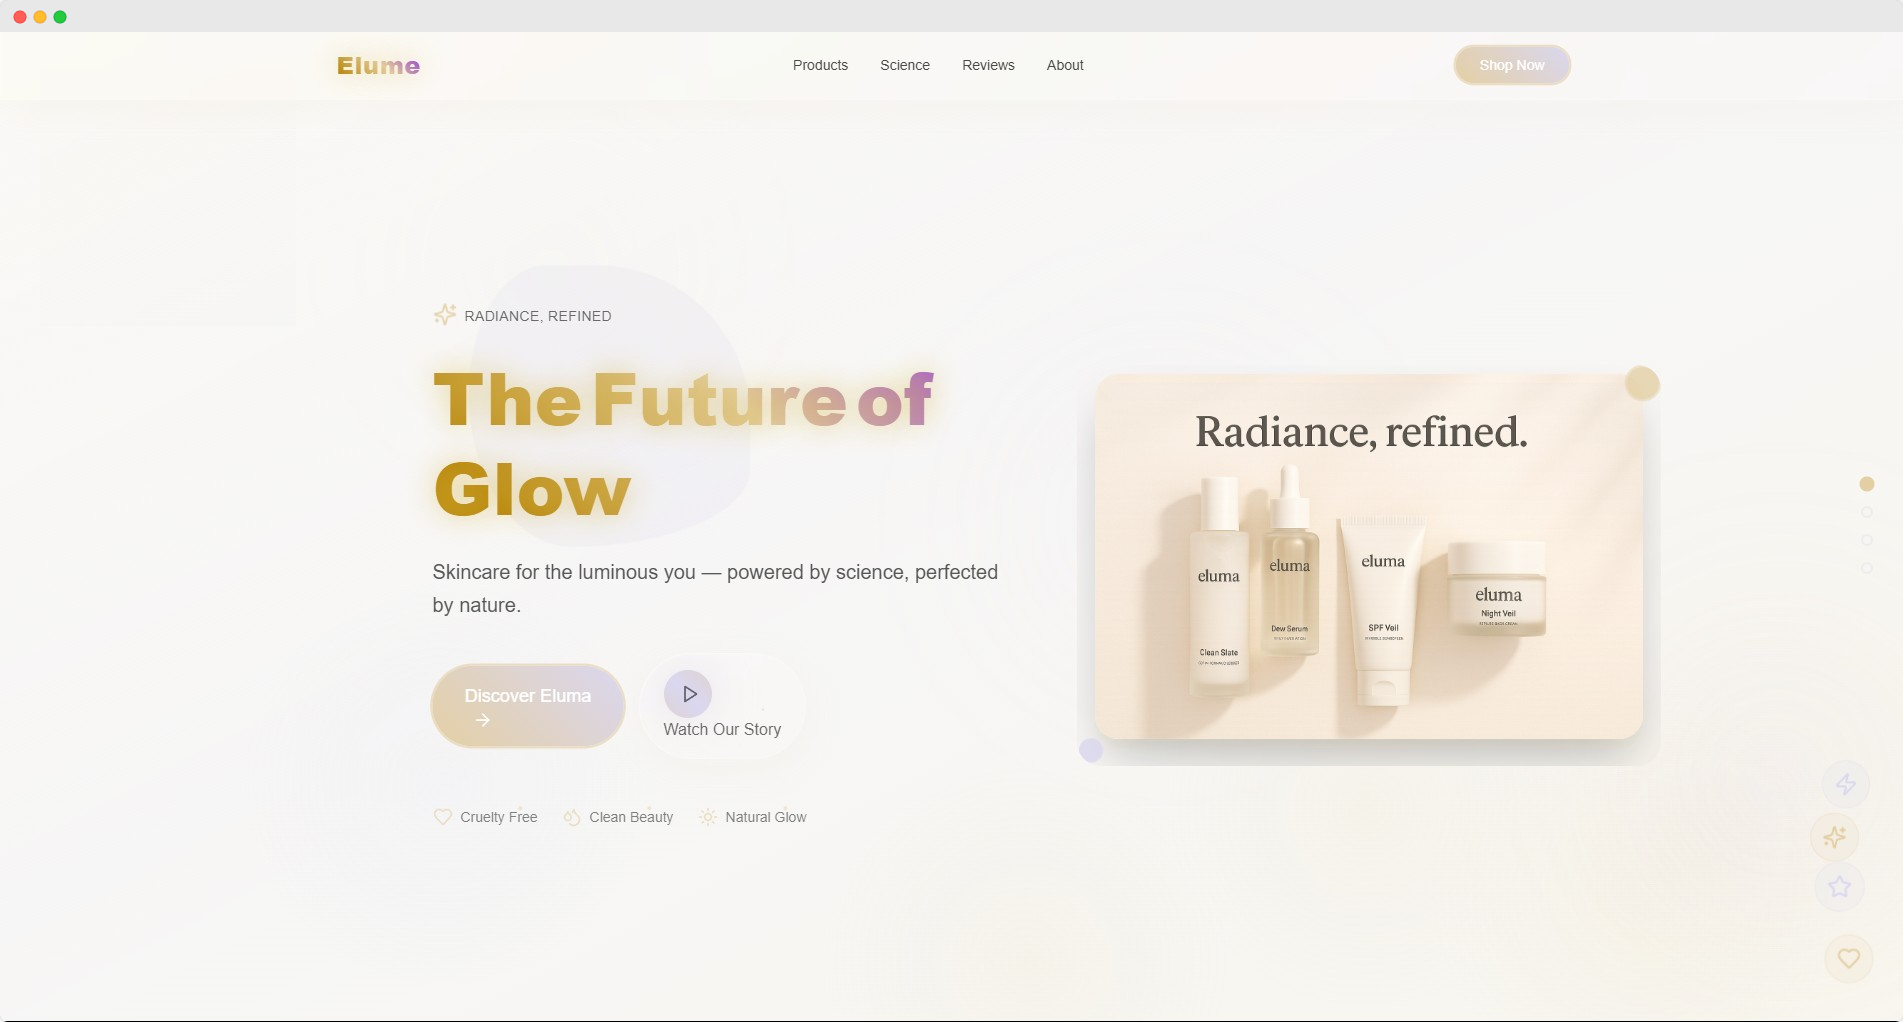 Elume
Products
Science
Reviews
About
Shop Now
RADIANCE, REFINED
The Future of
Glow
Skincare for the luminous you — powered by science, perfected
by nature.
Discover Eluma
Watch Our Story
Cruelty Free
Clean Beauty
Natural Glow
Radiance, refined.
eluma
Clean Slate
eluma
Dew Serum
eluma
SPF Veil
eluma
Night Veil